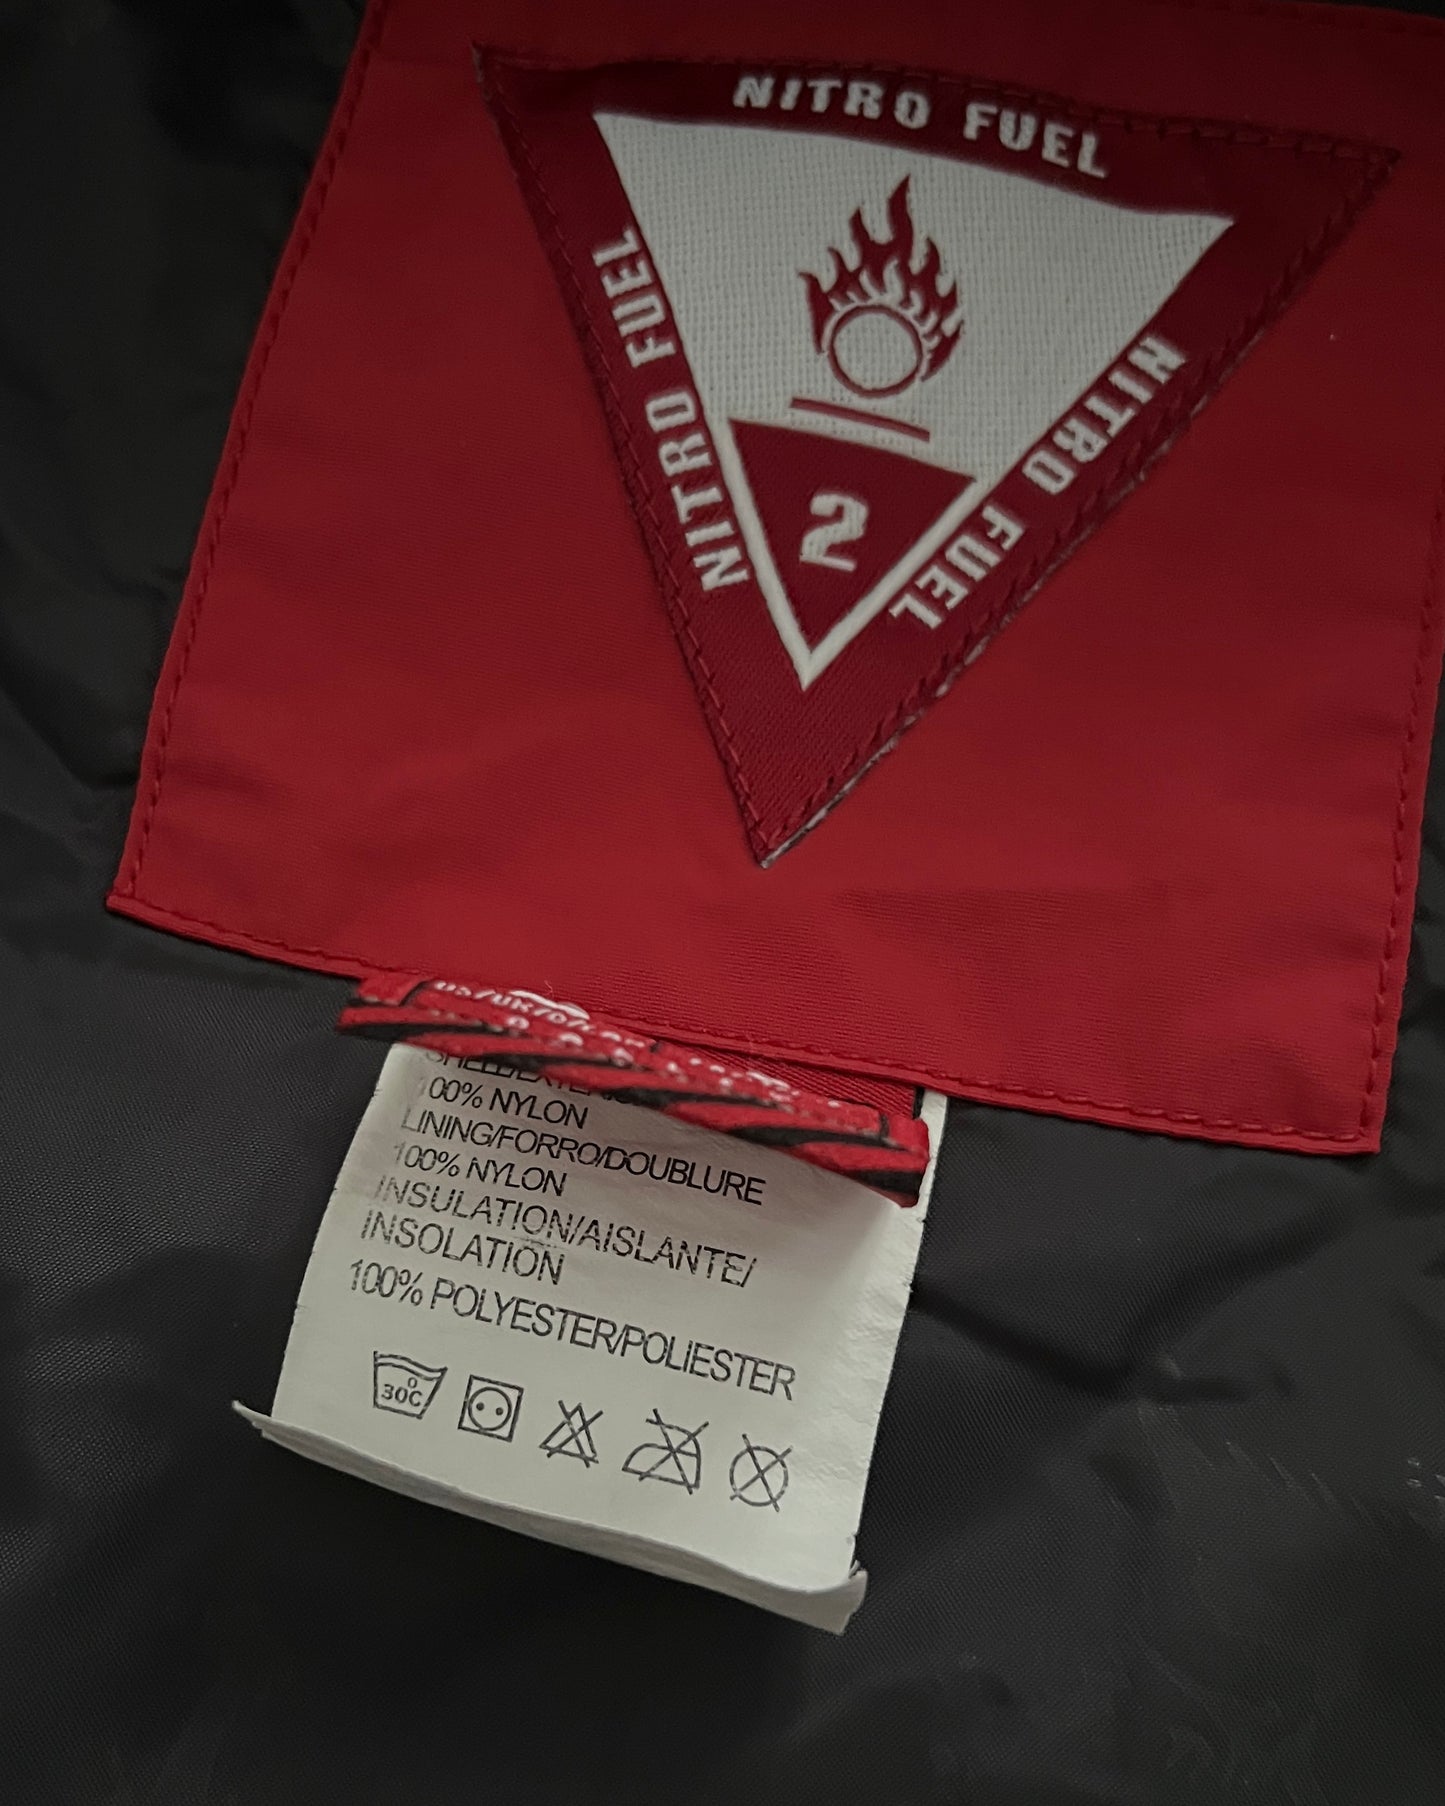 NITRO FUEL
NITRO FUEL
NITRO FUEL
2
100% NYLON
LINING/FORRO/DOUBLURE
100% NYLON
INSULATION/AISLANTE/
INSOLATION
100% POLYESTER/POLIESTER
30C